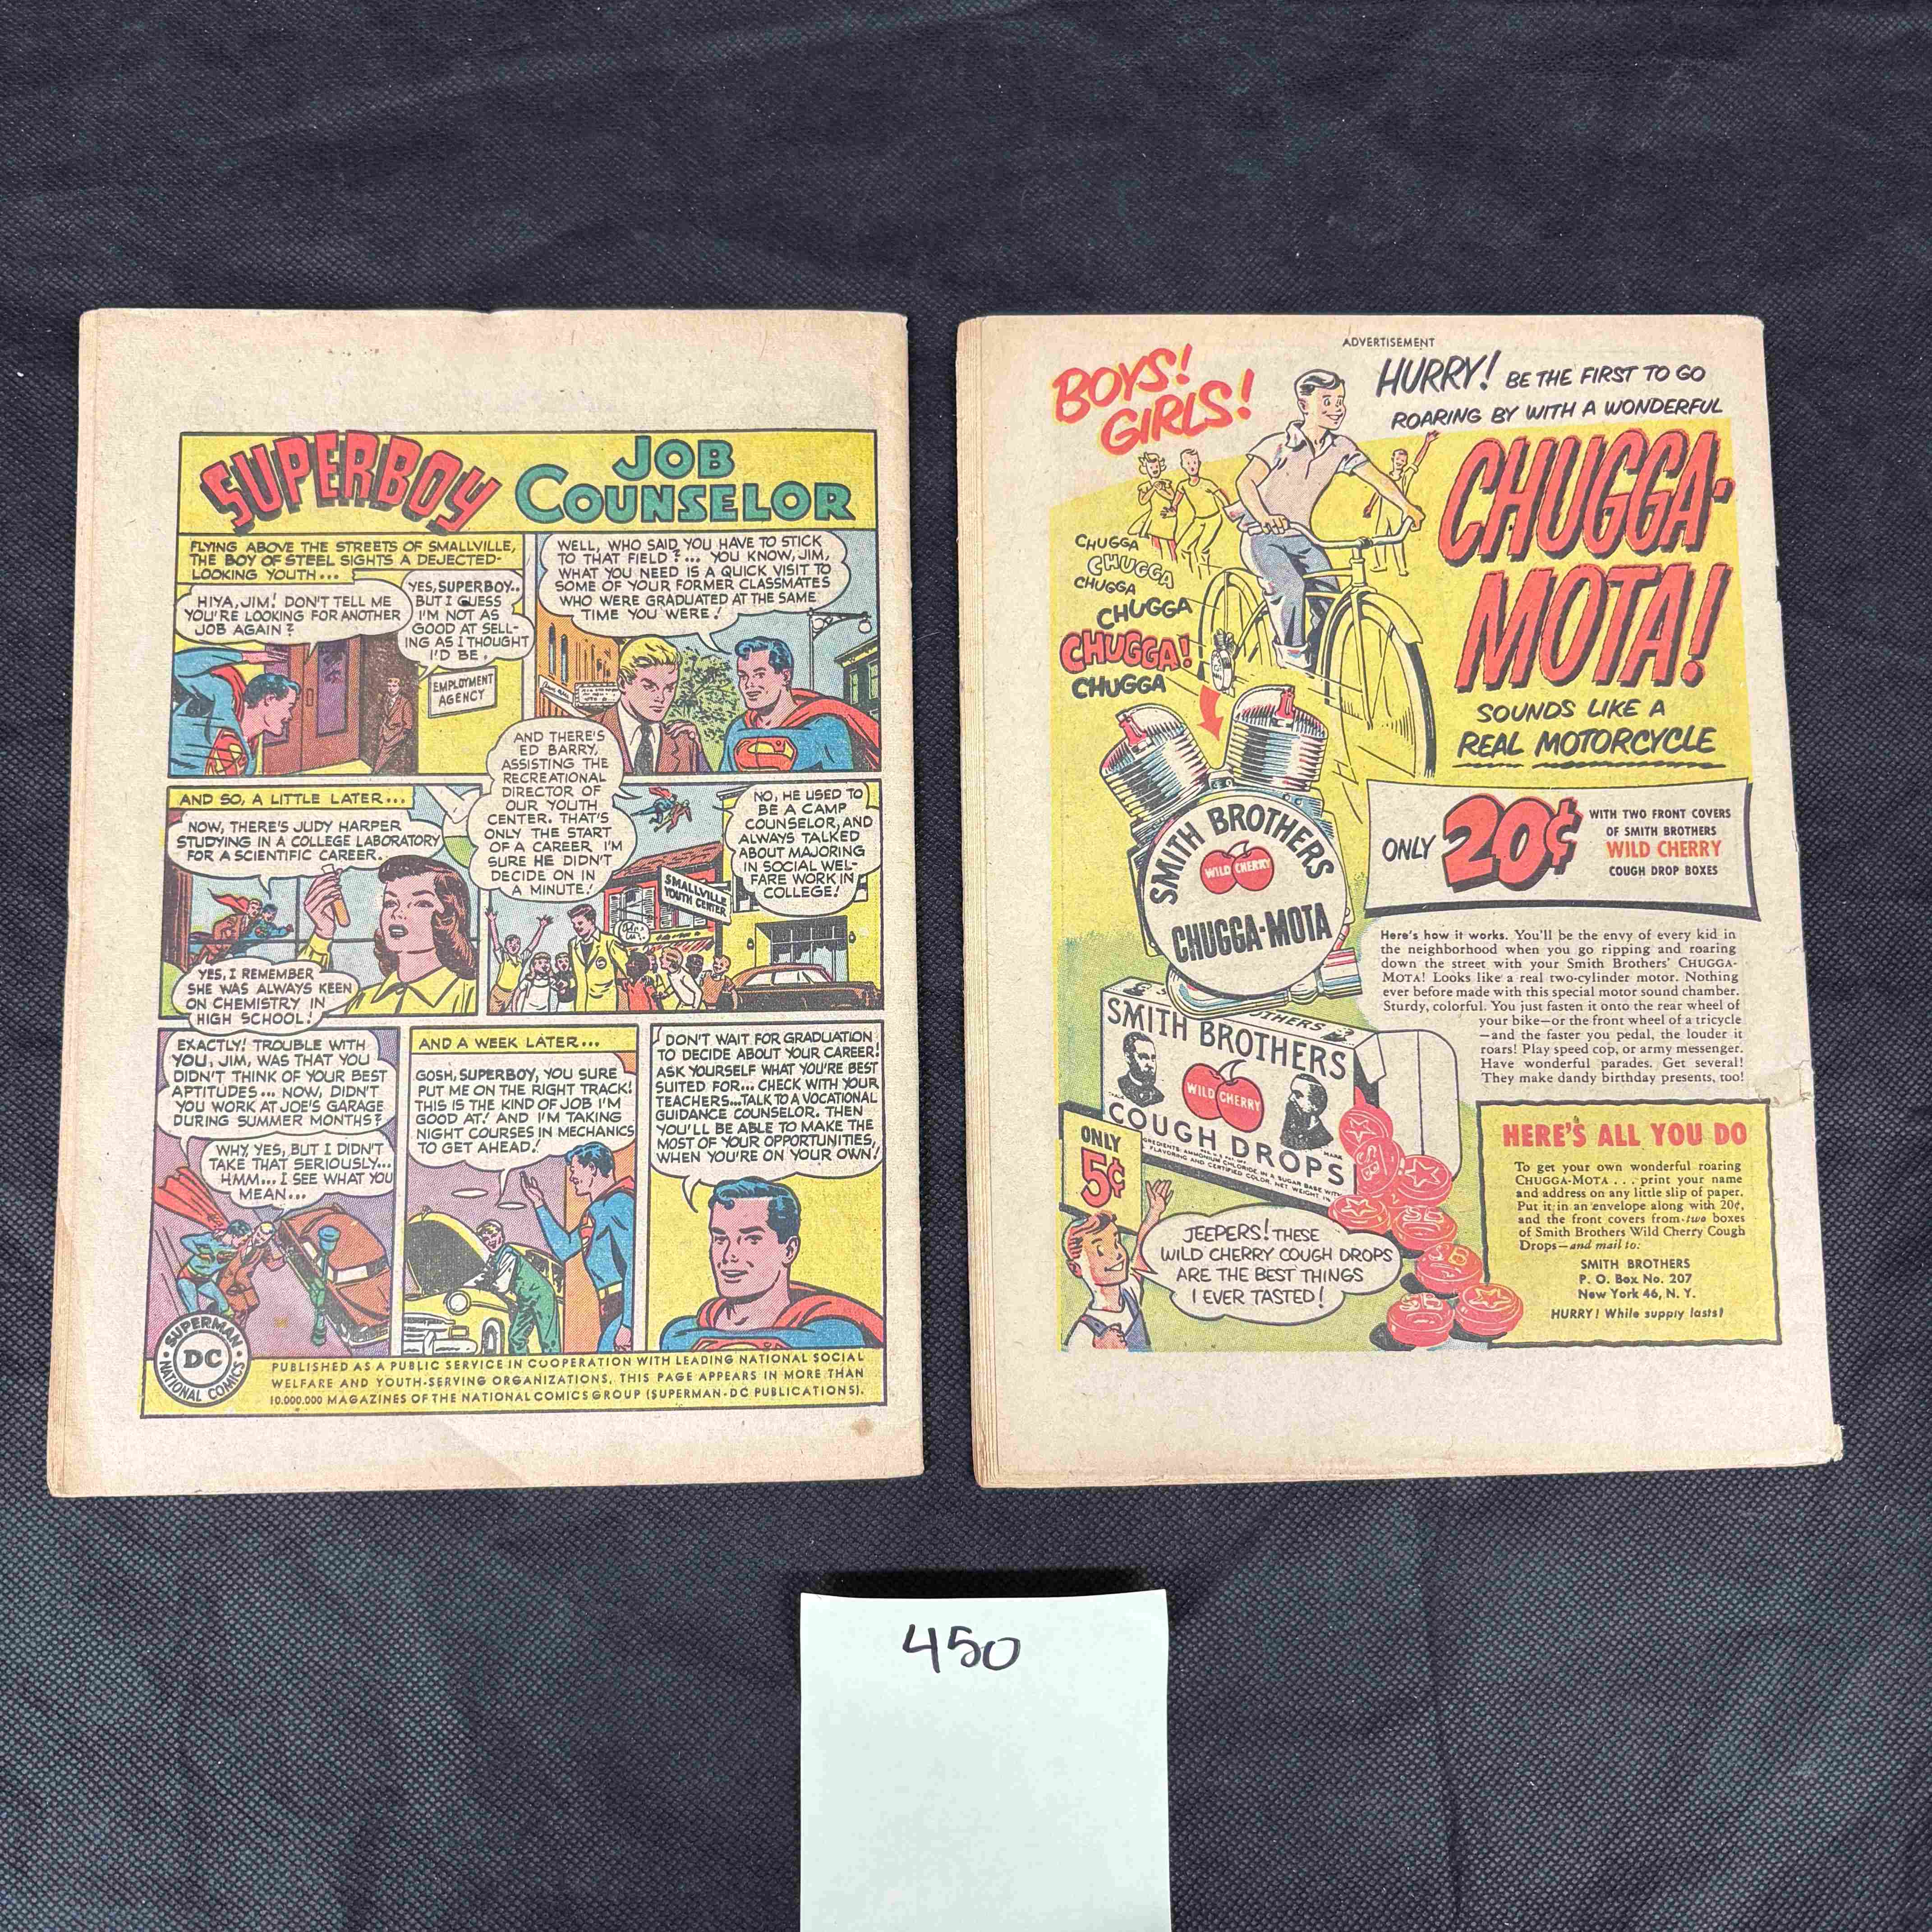 SUPERBOY
JOB
COUNSELOR
FLYING ABOVE THE STREETS OF SMALLVILLE,
THE BOY OF STEEL SIGHTS A DEJECTED-
LOOKING YOUTH...
HIYA, JIM! DON'T TELL ME
YOU'RE LOOKING FOR ANOTHER
JOB AGAIN?
YES, SUPERBOY..
BUT I GUESS
I'M NOT AS
GOOD AT SELL-
ING AS I THOUGHT
I'D BE.
EMPLOYMENT
AGENCY
WELL, WHO SAID YOU HAVE TO STICK
TO THAT FIELD?... YOU KNOW, JIM,
WHAT YOU NEED IS A QUICK VISIT TO
SOME OF YOUR FORMER CLASSMATES
WHO WERE GRADUATED AT THE SAME
TIME YOU WERE!
AND SO, A LITTLE LATER...
NOW, THERE'S JUDY HARPER
STUDYING IN A COLLEGE LABORATORY
FOR A SCIENTIFIC CAREER.
YES, I REMEMBER
SHE WAS ALWAYS KEEN
ON CHEMISTRY IN
HIGH SCHOOL!
AND THERE'S
ED BARRY,
ASSISTING THE
RECREATIONAL
DIRECTOR OF
OUR YOUTH
CENTER. THAT'S
ONLY THE START
OF A CAREER I'M
SURE HE DIDN'T
DECIDE ON IN
A MINUTE!
NO, HE USED TO
BE A CAMP
COUNSELOR, AND
ALWAYS TALKED
ABOUT MAJORING
IN SOCIAL WEL-
FARE WORK IN
COLLEGE!
SMALLVILLE
YOUTH CENTER
EXACTLY! TROUBLE WITH
YOU, JIM, WAS THAT YOU
DIDN'T THINK OF YOUR BEST
APTITUDES... NOW, DIDN'T
YOU WORK AT JOE'S GARAGE
DURING SUMMER MONTHS?
WHY, YES, BUT I DIDN'T
TAKE THAT SERIOUSLY...
HMM... I SEE WHAT YOU
MEAN...
AND A WEEK LATER...
GOSH, SUPERBOY, YOU SURE
PUT ME ON THE RIGHT TRACK!
THIS IS THE KIND OF JOB I'M
GOOD AT! AND I'M TAKING
NIGHT COURSES IN MECHANICS
TO GET AHEAD!
DON'T WAIT FOR GRADUATION
TO DECIDE ABOUT YOUR CAREER!
ASK YOURSELF WHAT YOU'RE BEST
SUITED FOR... CHECK WITH YOUR
TEACHERS...TALK TO A VOCATIONAL
GUIDANCE COUNSELOR. THEN
YOU'LL BE ABLE TO MAKE THE
MOST OF YOUR OPPORTUNITIES,
WHEN YOU'RE ON YOUR OWN!
SUPERMAN
DC
NATIONAL COMICS
PUBLISHED AS A PUBLIC SERVICE IN COOPERATION WITH LEADING NATIONAL SOCIAL
WELFARE AND YOUTH-SERVING ORGANIZATIONS, THIS PAGE APPEARS IN MORE THAN
10.000.000 MAGAZINES OF THE NATIONAL COMICS GROUP (SUPERMAN-DC PUBLICATIONS).
ADVERTISEMENT
BOYS!
GIRLS!
HURRY! BE THE FIRST TO GO
ROARING BY WITH A WONDERFUL
CHUGGA-
MOTA!
SOUNDS LIKE A
REAL MOTORCYCLE
CHUGGA
CHUGGA
CHUGGA
CHUGGA
CHUGGA!
CHUGGA
SMITH BROTHERS
WILD CHERRY
CHUGGA-MOTA
ONLY 20¢
WITH TWO FRONT COVERS
OF SMITH BROTHERS
WILD CHERRY
COUGH DROP BOXES
Here's how it works. You'll be the envy of every kid in
the neighborhood when you go ripping and roaring
down the street with your Smith Brothers' CHUGGA-
MOTA! Looks like a real two-cylinder motor. Nothing
ever before made with this special motor sound chamber.
Sturdy, colorful. You just fasten it onto the rear wheel of
your bike—or the front wheel of a tricycle
—and the faster you pedal, the louder it
roars! Play speed cop, or army messenger.
Have wonderful parades. Get several!
They make dandy birthday presents, too!
SMITH BROTHERS
WILD CHERRY
COUGH DROPS
ONLY
5¢
JEEPERS! THESE
WILD CHERRY COUGH DROPS
ARE THE BEST THINGS
I EVER TASTED!
HERE'S ALL YOU DO
To get your own wonderful roaring
CHUGGA-MOTA . . . print your name
and address on any little slip of paper.
Put it in an envelope along with 20¢,
and the front covers from two boxes
of Smith Brothers Wild Cherry Cough
Drops—and mail to:
SMITH BROTHERS
P. O. Box No. 207
New York 46, N. Y.
HURRY! While supply lasts!
450